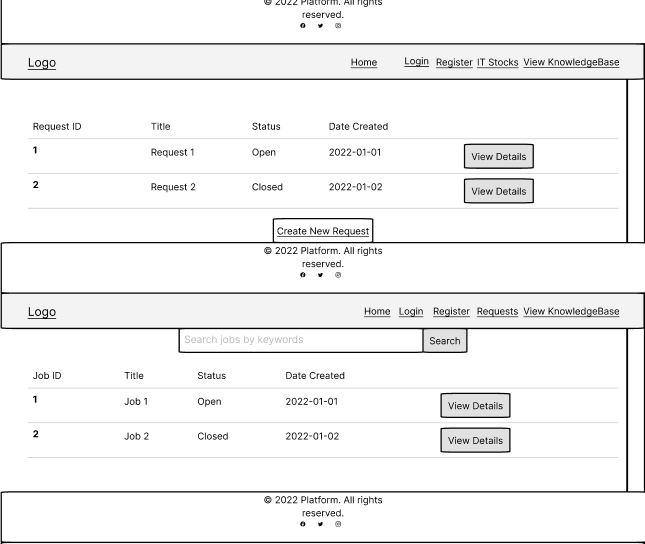 © 2022 Platform. All rights
reserved.
Logo Home Login Register IT Stocks View KnowledgeBase
Request ID Title Status Date Created
1 Request 1 Open 2022-01-01 View Details
2 Request 2 Closed 2022-01-02 View Details
Create New Request
© 2022 Platform. All rights
reserved.
Logo Home Login Register Requests View KnowledgeBase
Search jobs by keywords Search
Job ID Title Status Date Created
1 Job 1 Open 2022-01-01 View Details
2 Job 2 Closed 2022-01-02 View Details
© 2022 Platform. All rights
reserved.